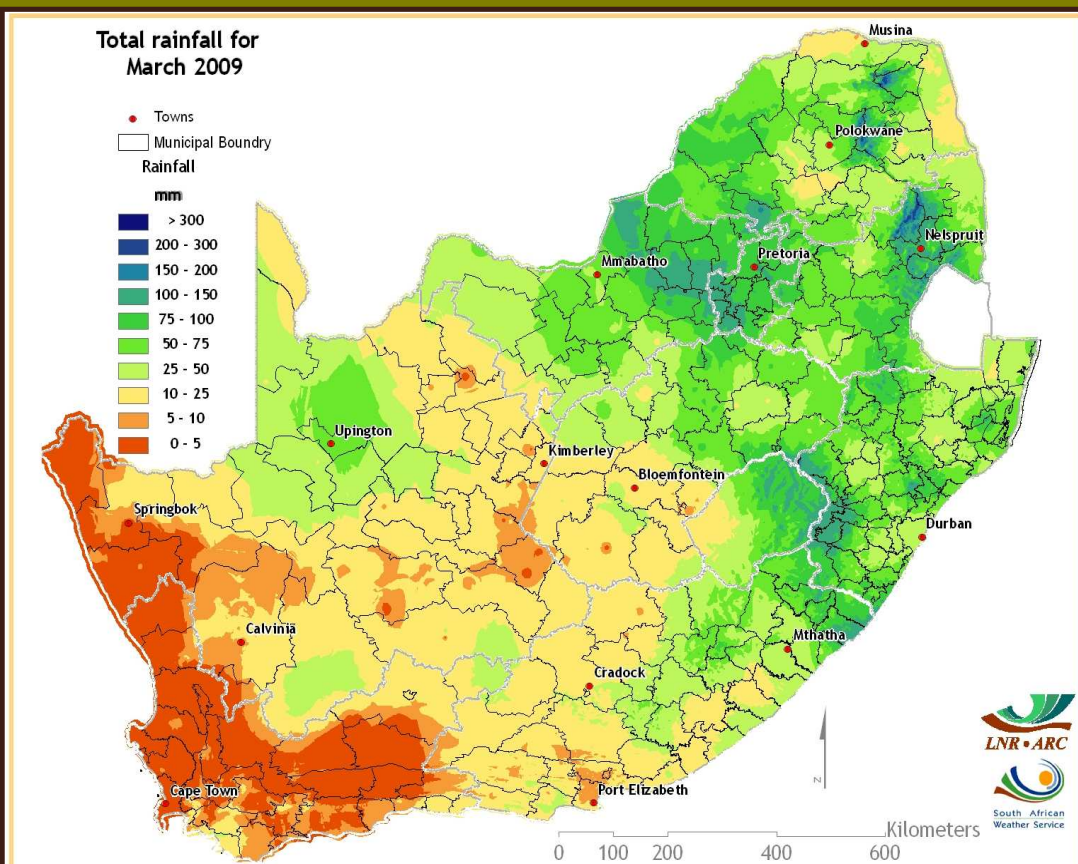 Total rainfall for
March 2009
Towns
Municipal Boundry
Rainfall
mm
> 300
200 - 300
150 - 200
100 - 150
75 - 100
50 - 75
25 - 50
10 - 25
5 - 10
0 - 5
Musina
Polokwane
Nelspruit
Mmabatho
Pretoria
Upington
Kimberley
Bloemfontein
Springbok
Durban
Calvinia
Mthatha
Cradock
Cape Town
Port Elizabeth
N
LNR • ARC
South African
Weather Service
Kilometers
0 100 200 400 600